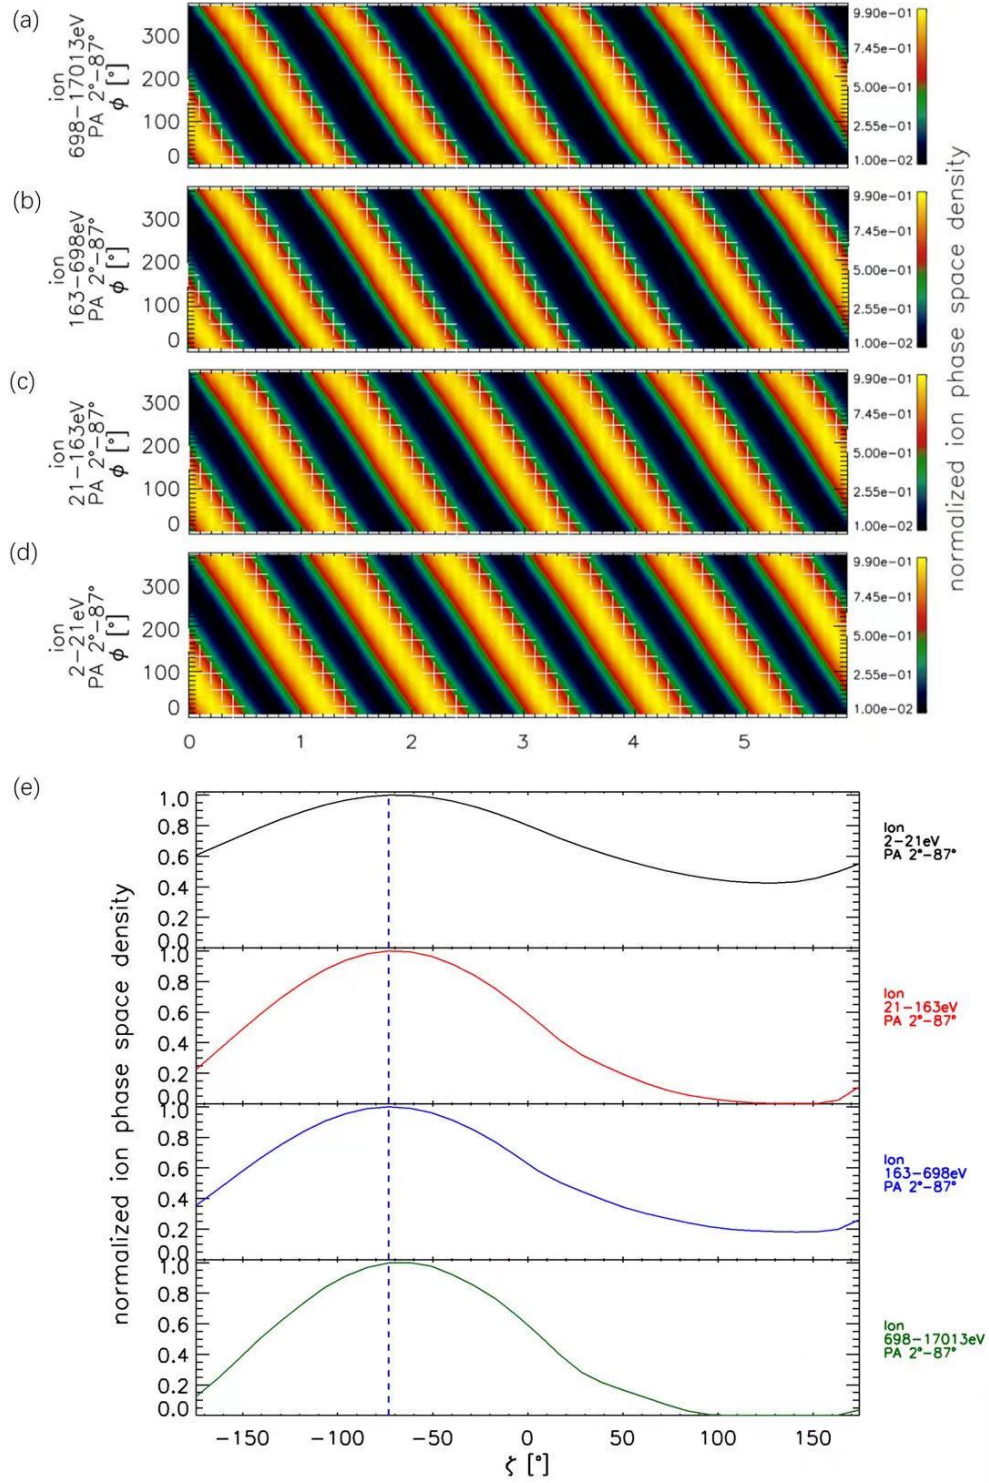 (a)
ion
698−17013eV
PA 2°−87°
ϕ [°]
300
200
100
0
9.90e−01
7.45e−01
5.00e−01
2.55e−01
1.00e−02
(b)
ion
163−698eV
PA 2°−87°
ϕ [°]
300
200
100
0
9.90e−01
7.45e−01
5.00e−01
2.55e−01
1.00e−02
(c)
ion
21−163eV
PA 2°−87°
ϕ [°]
300
200
100
0
9.90e−01
7.45e−01
5.00e−01
2.55e−01
1.00e−02
(d)
ion
2−21eV
PA 2°−87°
ϕ [°]
300
200
100
0
9.90e−01
7.45e−01
5.00e−01
2.55e−01
1.00e−02
normalized ion phase space density
0 1 2 3 4 5
(e)
normalized ion phase space density
1.0
0.8
0.6
0.4
0.2
0.0
Ion
2−21eV
PA 2°−87°
1.0
0.8
0.6
0.4
0.2
0.0
Ion
21−163eV
PA 2°−87°
1.0
0.8
0.6
0.4
0.2
0.0
Ion
163−698eV
PA 2°−87°
1.0
0.8
0.6
0.4
0.2
0.0
Ion
698−17013eV
PA 2°−87°
−150 −100 −50 0 50 100 150
ζ [°]